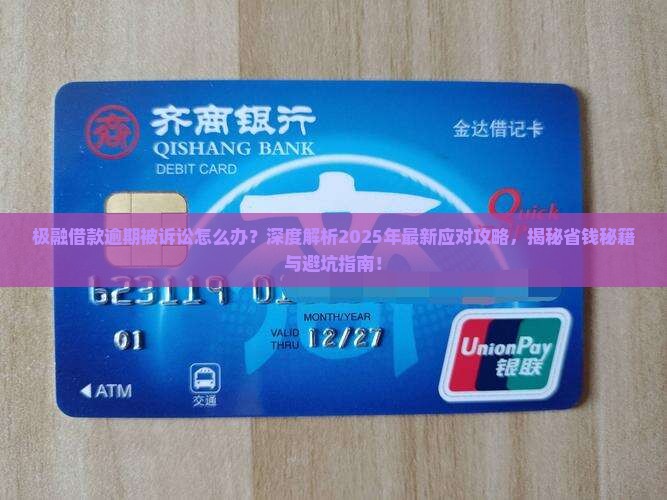 齐商银行
QISHANG BANK
DEBIT CARD
金达借记卡
Quick
极融借款逾期被诉讼怎么办？深度解析2025年最新应对攻略，揭秘省钱秘籍
与避坑指南！
623119 01
MONTH/YEAR
01
VALID
THRU
12/27
UnionPay
银联
ATM
交通